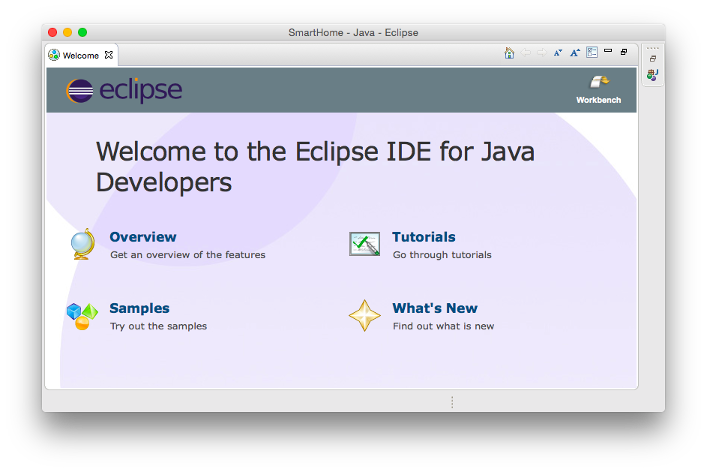 SmartHome - Java - Eclipse
Welcome
eclipse
Workbench
Welcome to the Eclipse IDE for Java
Developers
Overview
Get an overview of the features
Tutorials
Go through tutorials
Samples
Try out the samples
What's New
Find out what is new